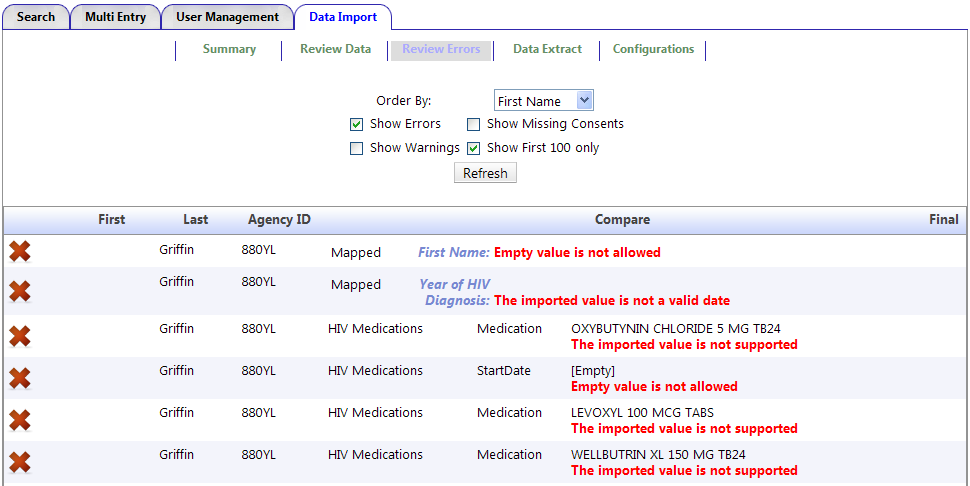 Search Multi Entry User Management Data Import
Summary Review Data Review Errors Data Extract Configurations
Order By: First Name
Show Errors Show Missing Consents
Show Warnings Show First 100 only
Refresh
First Last Agency ID Compare Final
Griffin 880YL Mapped First Name: Empty value is not allowed
Griffin 880YL Mapped Year of HIV
Diagnosis: The imported value is not a valid date
Griffin 880YL HIV Medications Medication OXYBUTYNIN CHLORIDE 5 MG TB24
The imported value is not supported
Griffin 880YL HIV Medications StartDate [Empty]
Empty value is not allowed
Griffin 880YL HIV Medications Medication LEVOXYL 100 MCG TABS
The imported value is not supported
Griffin 880YL HIV Medications Medication WELLBUTRIN XL 150 MG TB24
The imported value is not supported